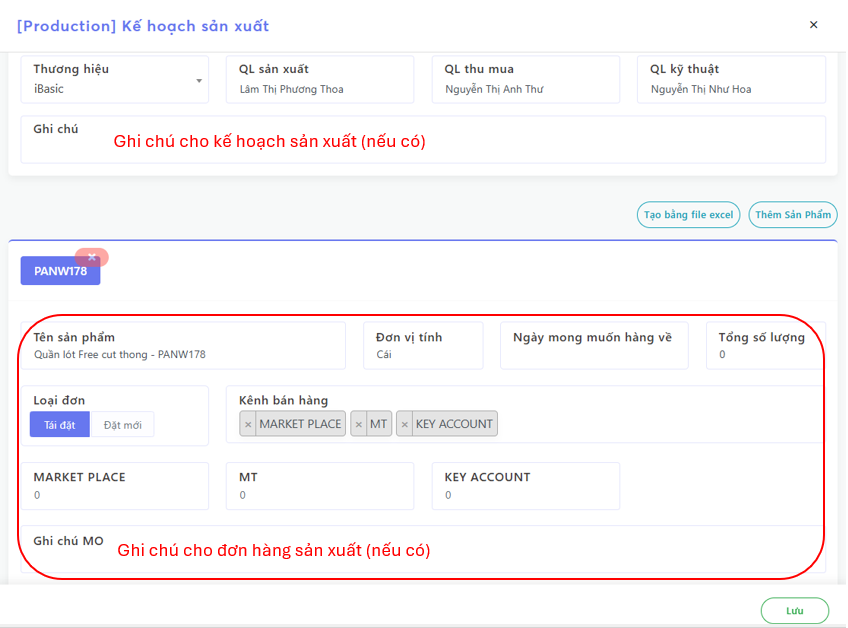 [Production] Kế hoạch sản xuất ×
Thương hiệu QL sản xuất QL thu mua QL kỹ thuật
iBasic Lâm Thị Phương Thoa Nguyễn Thị Anh Thư Nguyễn Thị Như Hoa
Ghi chú
Ghi chú cho kế hoạch sản xuất (nếu có)
Tạo bằng file excel Thêm Sản Phẩm
PANW178 ×
Tên sản phẩm Đơn vị tính Ngày mong muốn hàng về Tổng số lượng
Quần lót Free cut thong - PANW178 Cái 0
Loại đơn Kênh bán hàng
Tái đặt Đặt mới × MARKET PLACE × MT × KEY ACCOUNT
MARKET PLACE MT KEY ACCOUNT
0 0 0
Ghi chú MO
Ghi chú cho đơn hàng sản xuất (nếu có)
Lưu